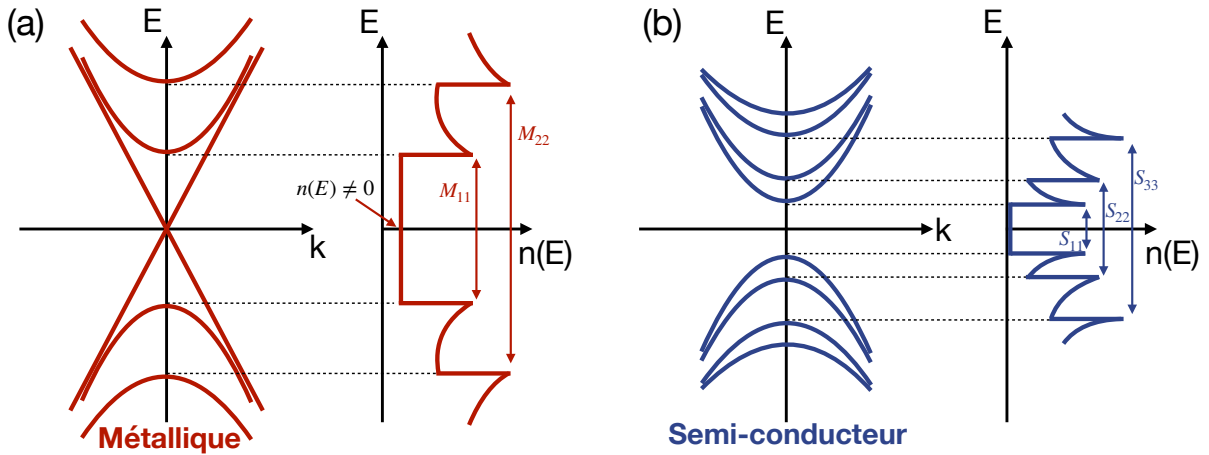 (a)
E
E
M₂₂
n(E) ≠ 0
M₁₁
k
n(E)
Métallique
(b)
E
E
S₃₃
S₂₂
S₁₁
k
n(E)
Semi-conducteur